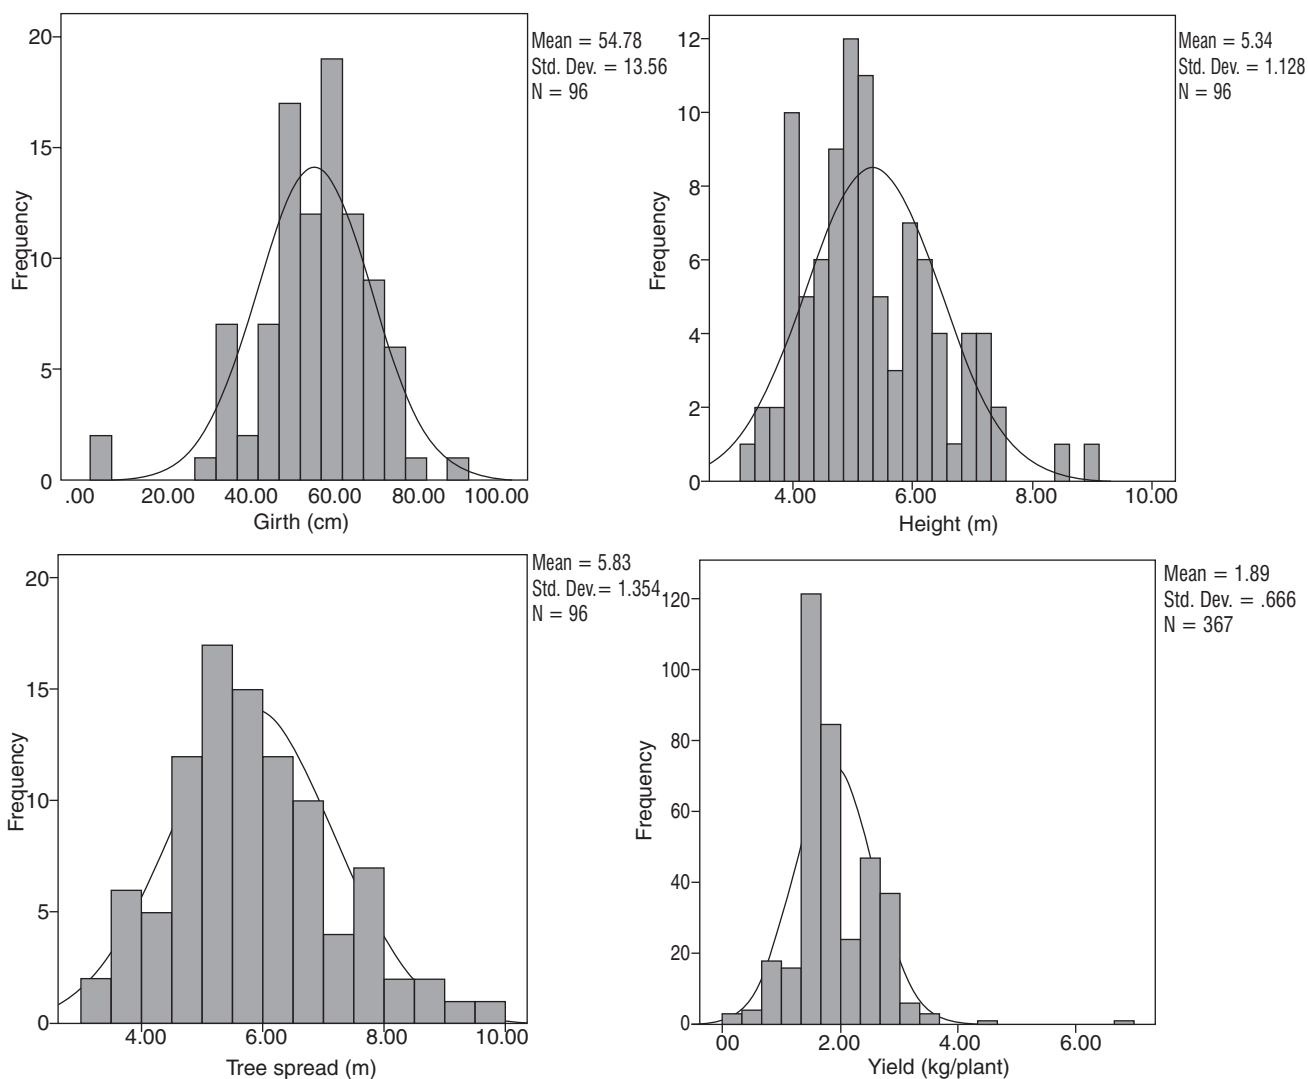 20
15
10
5
0
Frequency
.00 20.00 40.00 60.00 80.00 100.00
Girth (cm)
Mean = 54.78
Std. Dev. = 13.56
N = 96
12
10
8
6
4
2
0
Frequency
4.00 6.00 8.00 10.00
Height (m)
Mean = 5.34
Std. Dev. = 1.128
N = 96
20
15
10
5
0
Frequency
4.00 6.00 8.00 10.00
Tree spread (m)
Mean = 5.83
Std. Dev.= 1.354
N = 96
120
100
80
60
40
20
0
Frequency
00 2.00 4.00 6.00
Yield (kg/plant)
Mean = 1.89
Std. Dev. = .666
N = 367